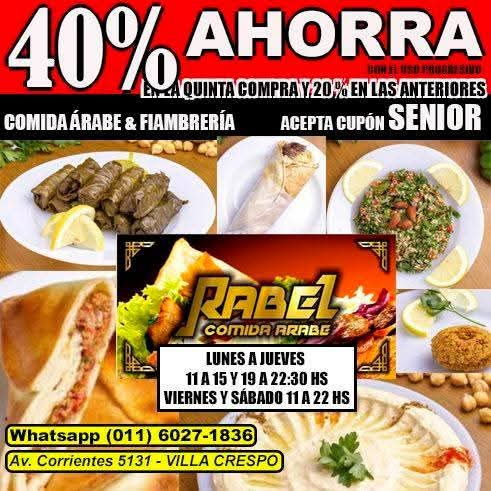 40% AHORRA
CON EL USO PROGRESIVO
EN LA QUINTA COMPRA Y 20% EN LAS ANTERIORES
COMIDA ÁRABE & FIAMBRERÍA ACEPTA CUPÓN SENIOR
RABEL
COMIDA ARABE
LUNES A JUEVES
11 A 15 Y 19 A 22:30 HS
VIERNES Y SÁBADO 11 A 22 HS
Whatsapp (011) 6027-1836
Av. Corrientes 5131 - VILLA CRESPO